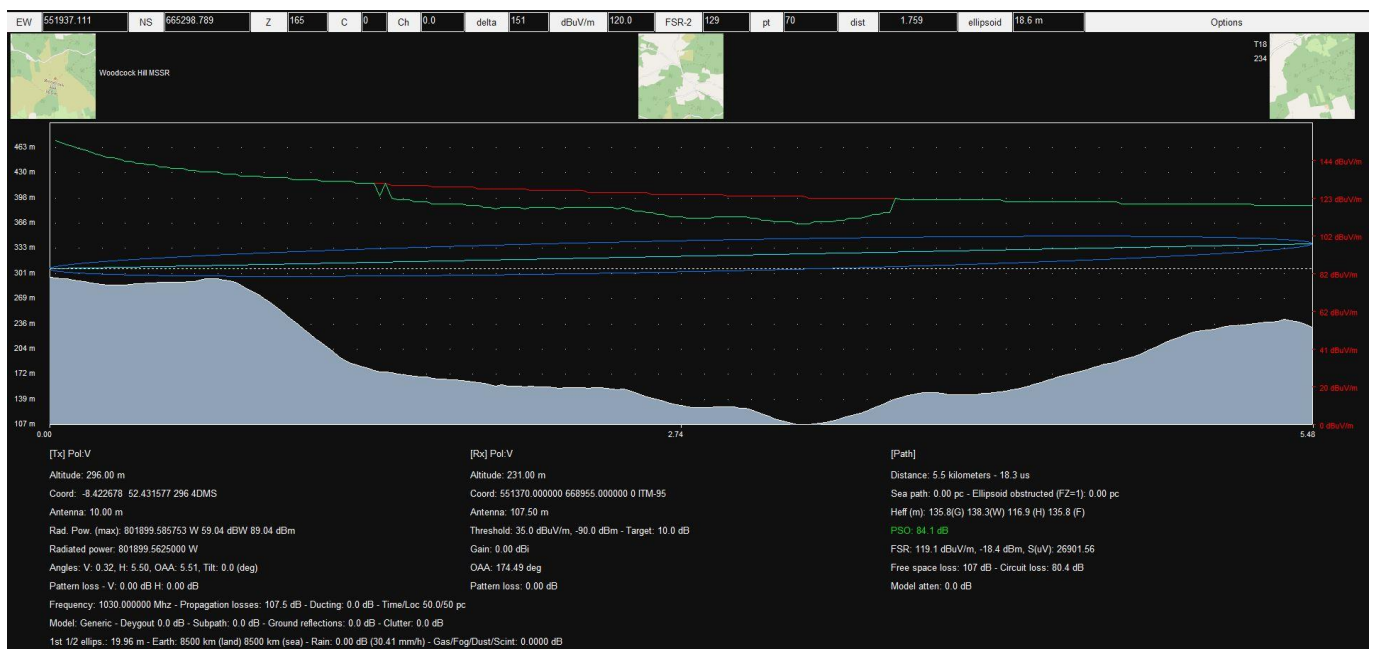 EW 551937.111 NS 665298.789 Z 165 C 0 Ch 0.0 delta 151 dBuV/m 120.0 FSR-2 129 pt 70 dist 1.759 ellipsoid 18.6 m Options
Woodcock Hill MSSR
T18
234
463 m
430 m
398 m
366 m
333 m
301 m
269 m
236 m
204 m
172 m
139 m
107 m
144 dBuV/m
123 dBuV/m
102 dBuV/m
82 dBuV/m
62 dBuV/m
41 dBuV/m
20 dBuV/m
0 dBuV/m
0.00 2.74 5.48
[Tx] Pol:V
Altitude: 296.00 m
Coord: -8.422678 52.431577 296 4DMS
Antenna: 10.00 m
Rad. Pow. (max): 801899.585753 W 59.04 dBW 89.04 dBm
Radiated power: 801899.5625000 W
Angles: V: 0.32, H: 5.50, OAA: 5.51, Tilt: 0.0 (deg)
Pattern loss - V: 0.00 dB H: 0.00 dB
Frequency: 1030.000000 Mhz - Propagation losses: 107.5 dB - Ducting: 0.0 dB - Time/Loc 50.0/50 pc
Model: Generic - Deygout 0.0 dB - Subpath: 0.0 dB - Ground reflections: 0.0 dB - Clutter: 0.0 dB
1st 1/2 ellips.: 19.96 m - Earth: 8500 km (land) 8500 km (sea) - Rain: 0.00 dB (30.41 mm/h) - Gas/Fog/Dust/Scint: 0.0000 dB
[Rx] Pol:V
Altitude: 231.00 m
Coord: 551370.000000 668955.000000 0 ITM-95
Antenna: 107.50 m
Threshold: 35.0 dBuV/m, -90.0 dBm - Target: 10.0 dB
Gain: 0.00 dBi
OAA: 174.49 deg
Pattern loss: 0.00 dB
[Path]
Distance: 5.5 kilometers - 18.3 us
Sea path: 0.00 pc - Ellipsoid obstructed (FZ=1): 0.00 pc
Heff (m): 135.8(G) 138.3(W) 116.9 (H) 135.8 (F)
PSO: 84.1 dB
FSR: 119.1 dBuV/m, -18.4 dBm, S(uV): 26901.56
Free space loss: 107 dB - Circuit loss: 80.4 dB
Model atten: 0.0 dB